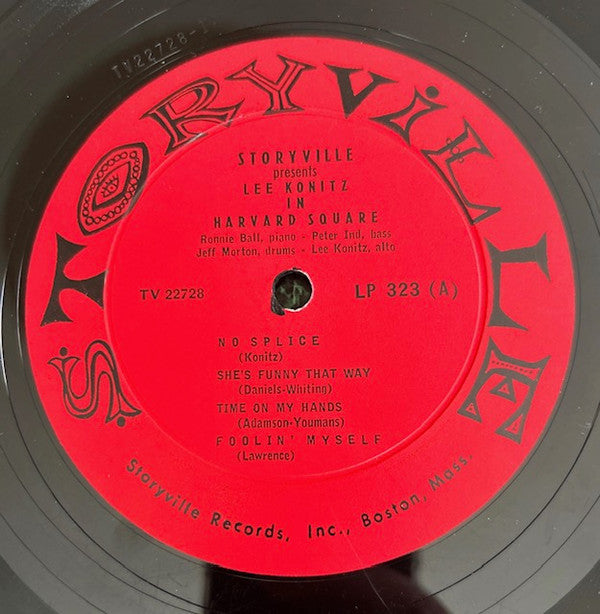 TV22728-1
STORYViLLE
STORYVILLE
presents
LEE KONITZ
IN
HARVARD SQUARE
Ronnie Ball, piano - Peter Ind, bass
Jeff Morton, drums - Lee Konitz, alto
TV 22728 LP 323 (A)
NO SPLICE
(Konitz)
SHE'S FUNNY THAT WAY
(Daniels-Whiting)
TIME ON MY HANDS
(Adamson-Youmans)
FOOLIN' MYSELF
(Lawrence)
Storyville Records, Inc., Boston, Mass.